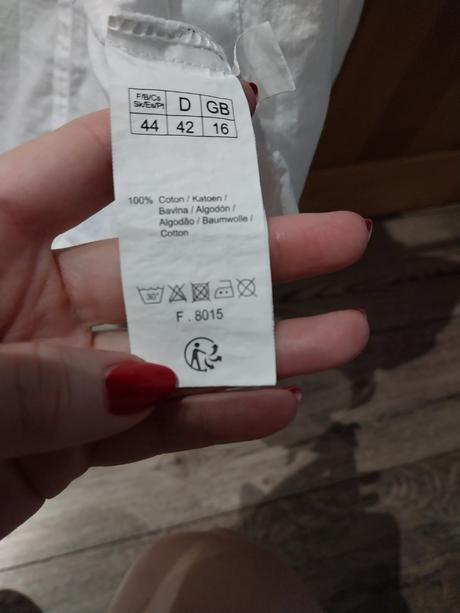 F/B/Cs
Sk/Es/Pt
D
GB
44
42
16
100% Coton / Katoen /
Bavlna / Algodón /
Algodão / Baumwolle /
Cotton
30°
F . 8015